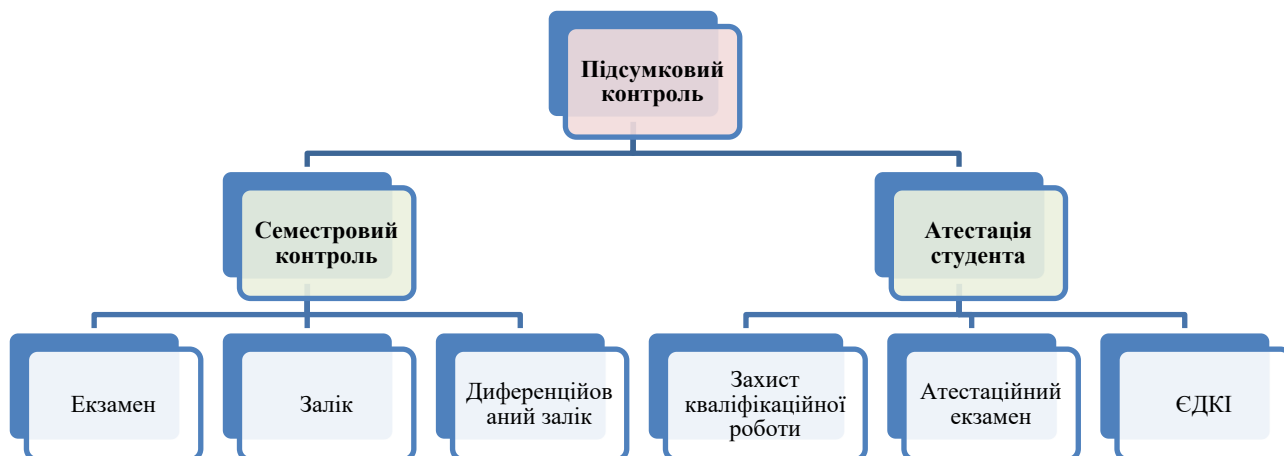 Підсумковий
контроль
Семестровий
контроль
Атестація
студента
Екзамен
Залік
Диференційов
аний залік
Захист
кваліфікаційної
роботи
Атестаційний
екзамен
ЄДКІ